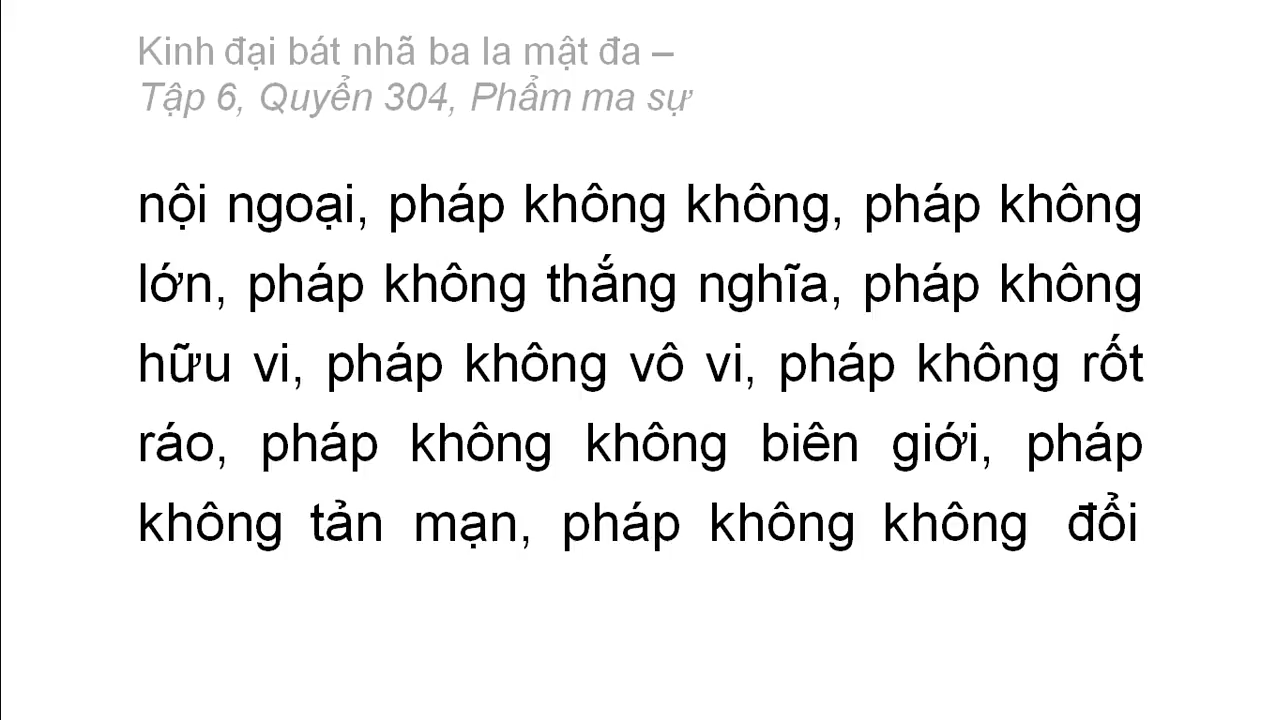 Kinh đại bát nhã ba la mật đa –
Tập 6, Quyển 304, Phẩm ma sự
nội ngoại, pháp không không, pháp không
lớn, pháp không thắng nghĩa, pháp không
hữu vi, pháp không vô vi, pháp không rốt
ráo, pháp không không biên giới, pháp
không tản mạn, pháp không không đổi